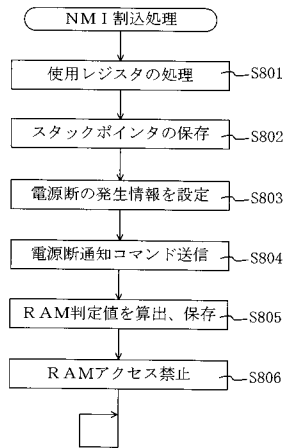 NMI割込処理
使用レジスタの処理
S801
スタックポインタの保存
S802
電源断の発生情報を設定
S803
電源断通知コマンド送信
S804
RAM判定値を算出、保存
S805
RAMアクセス禁止
S806